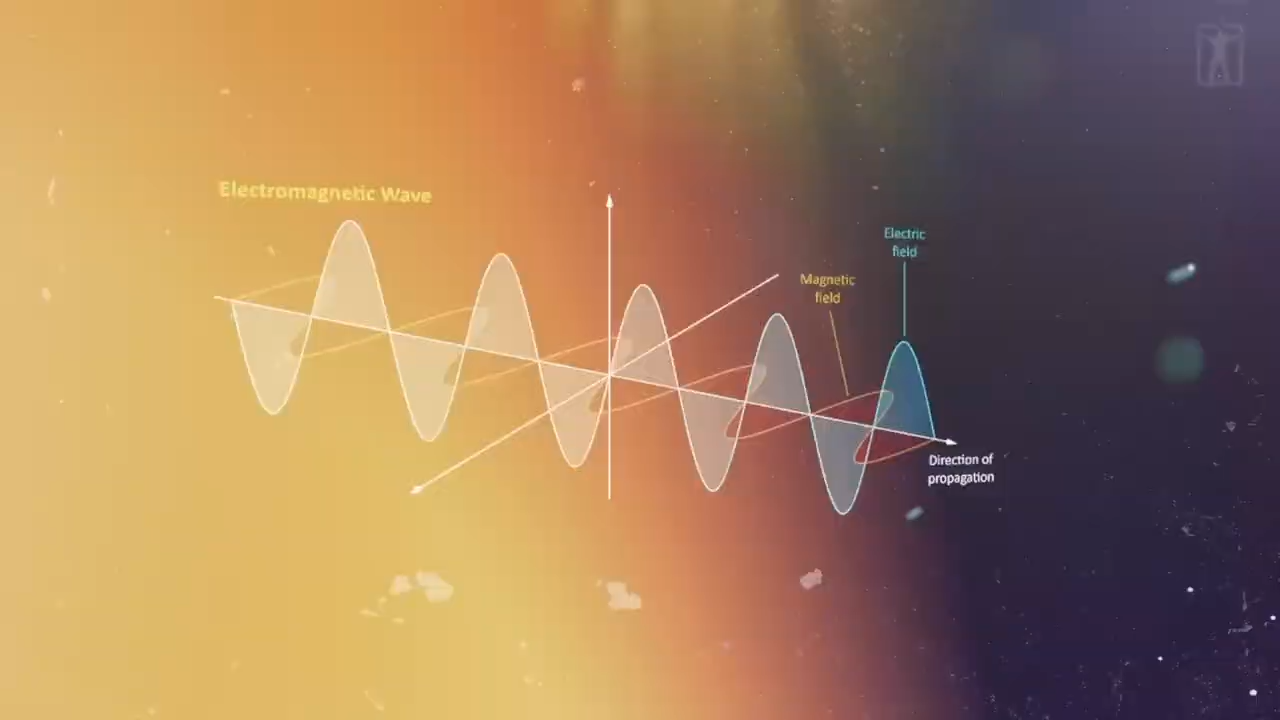 Electromagnetic Wave
Electric
field
Magnetic
field
Direction of
propagation